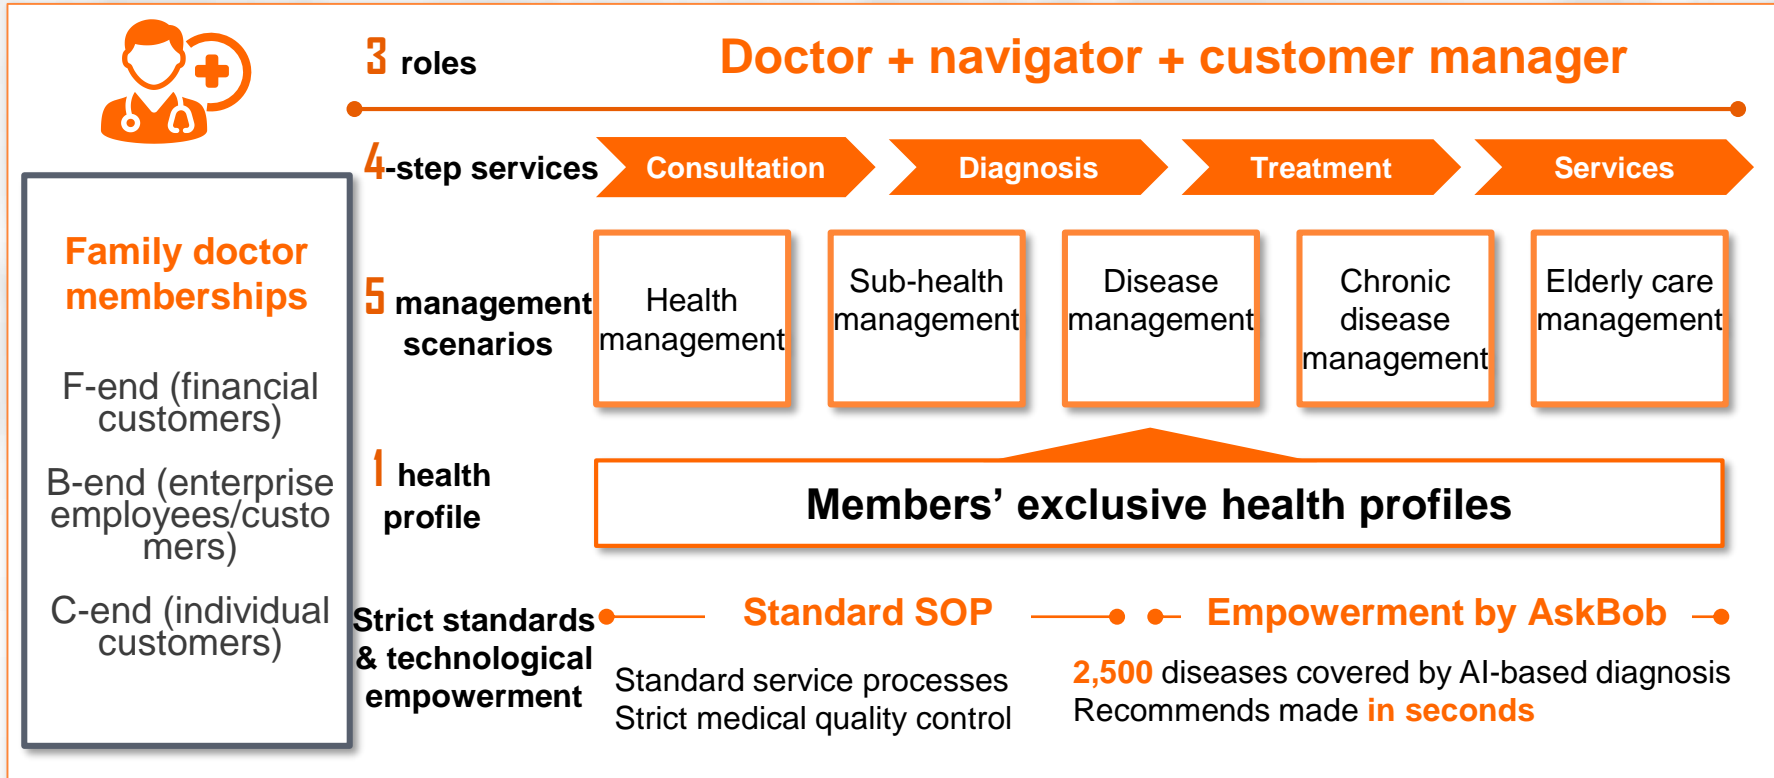 3 roles
Doctor + navigator + customer manager
4-step services
Consultation
Diagnosis
Treatment
Services
Family doctor
memberships
F-end (financial
customers)
B-end (enterprise
employees/custo
mers)
C-end (individual
customers)
5 management
scenarios
Health
management
Sub-health
management
Disease
management
Chronic
disease
management
Elderly care
management
1 health
profile
Members’ exclusive health profiles
Strict standards
& technological
empowerment
Standard SOP
Standard service processes
Strict medical quality control
Empowerment by AskBob
2,500 diseases covered by AI-based diagnosis
Recommends made in seconds